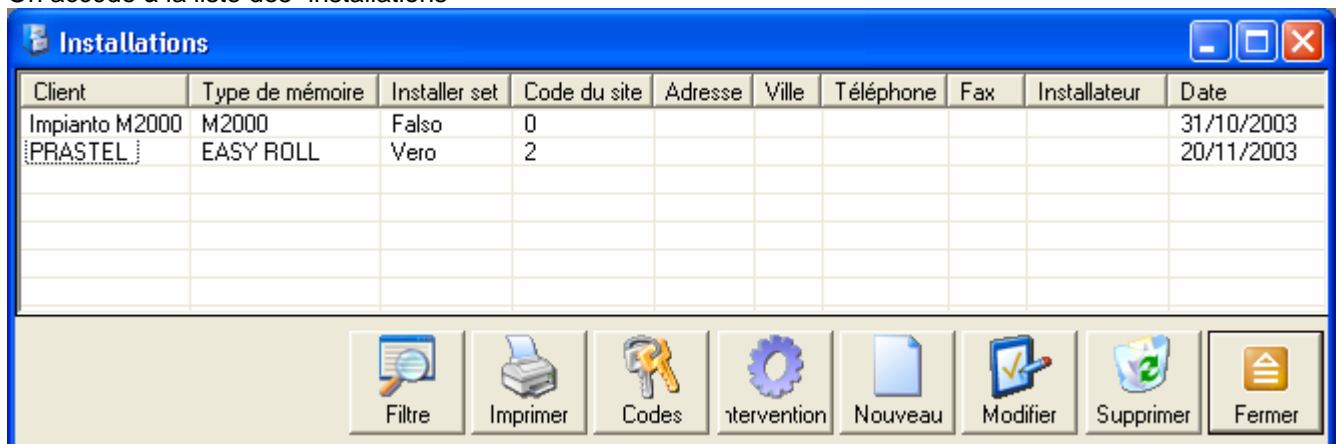 Installations
Client Type de mémoire Installer set Code du site Adresse Ville Téléphone Fax Installateur Date
Impianto M2000 M2000 Falso 0 31/10/2003
PRASTEL EASY ROLL Vero 2 20/11/2003
Filtre Imprimer Codes ntervention Nouveau Modifier Supprimer Fermer